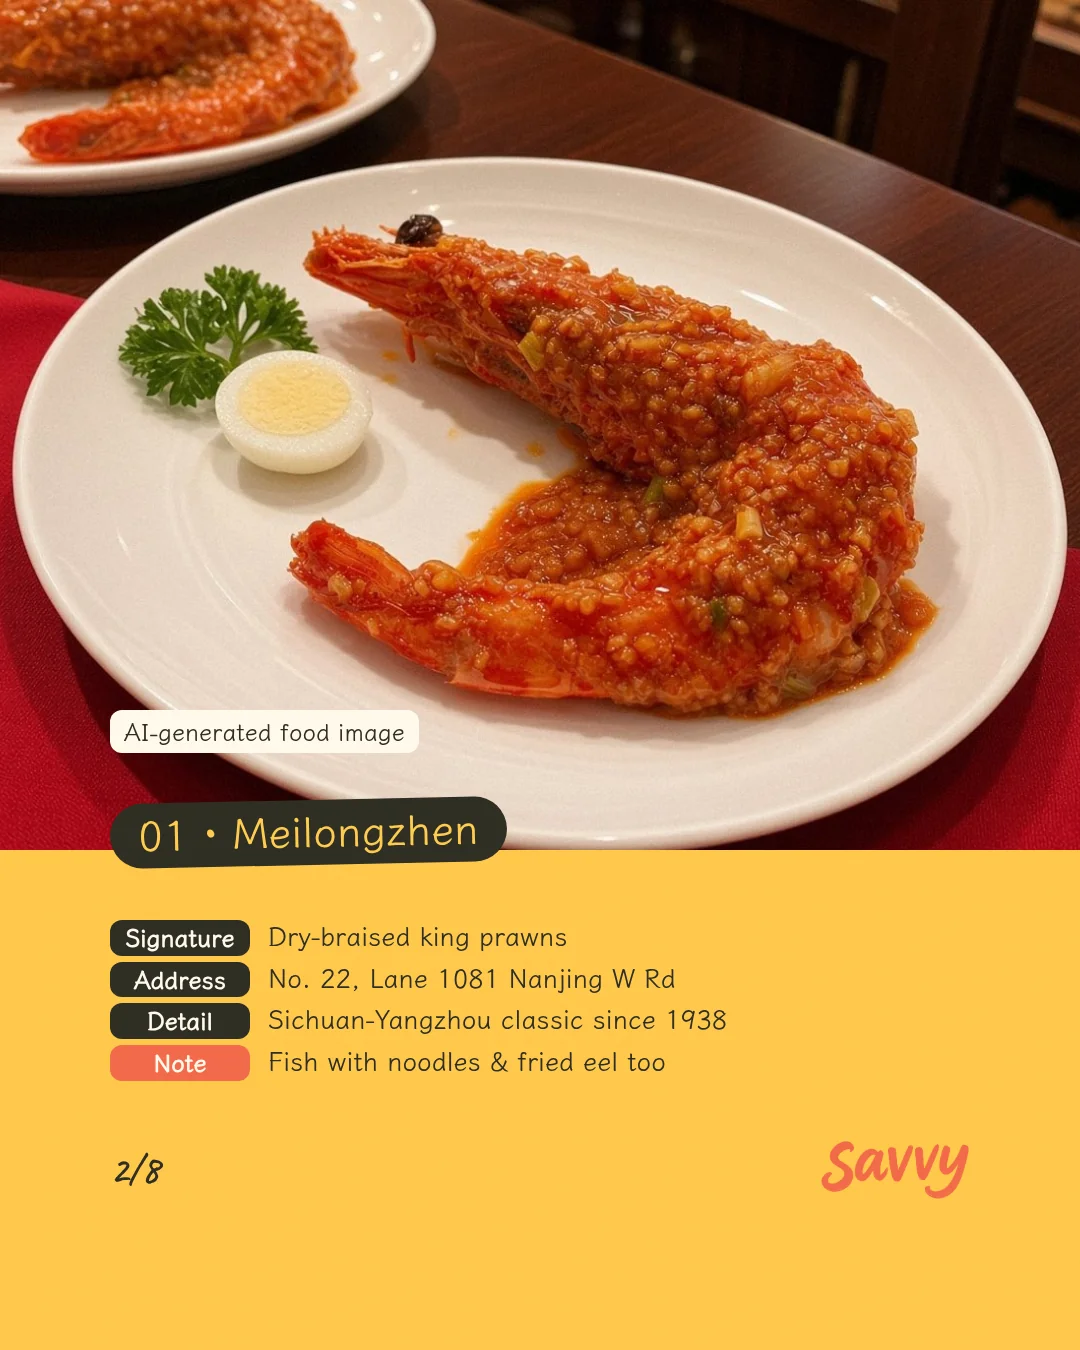 AI-generated food image
01 • Meilongzhen
Signature Dry-braised king prawns
Address No. 22, Lane 1081 Nanjing W Rd
Detail Sichuan-Yangzhou classic since 1938
Note Fish with noodles & fried eel too
2/8
Savvy